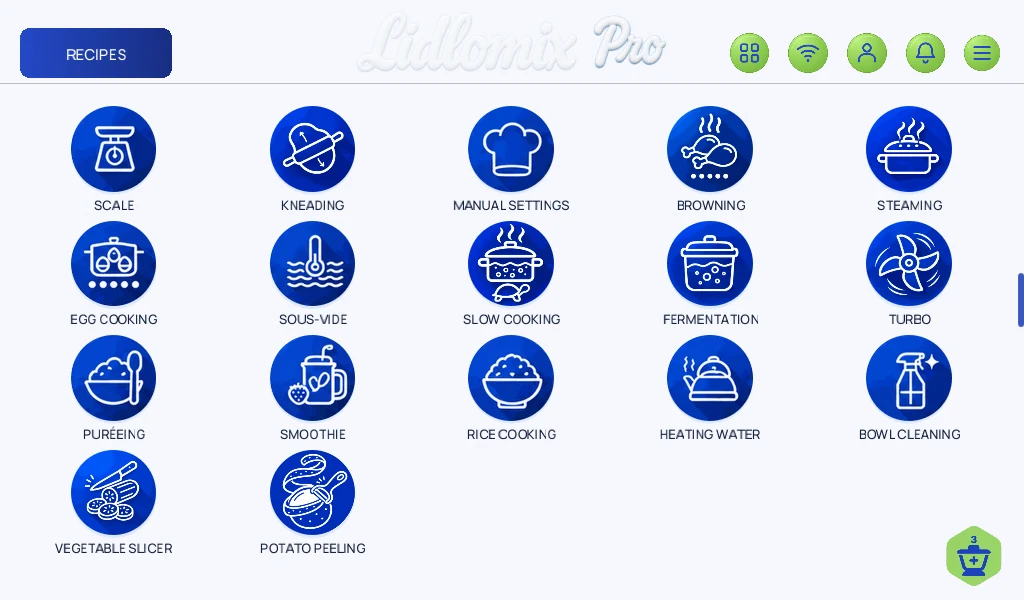 RECIPES
Lidlomix Pro
SCALE
KNEADING
MANUAL SETTINGS
BROWNING
STEAMING
EGG COOKING
SOUS-VIDE
SLOW COOKING
FERMENTATION
TURBO
PURÉEING
SMOOTHIE
RICE COOKING
HEATING WATER
BOWL CLEANING
VEGETABLE SLICER
POTATO PEELING
3